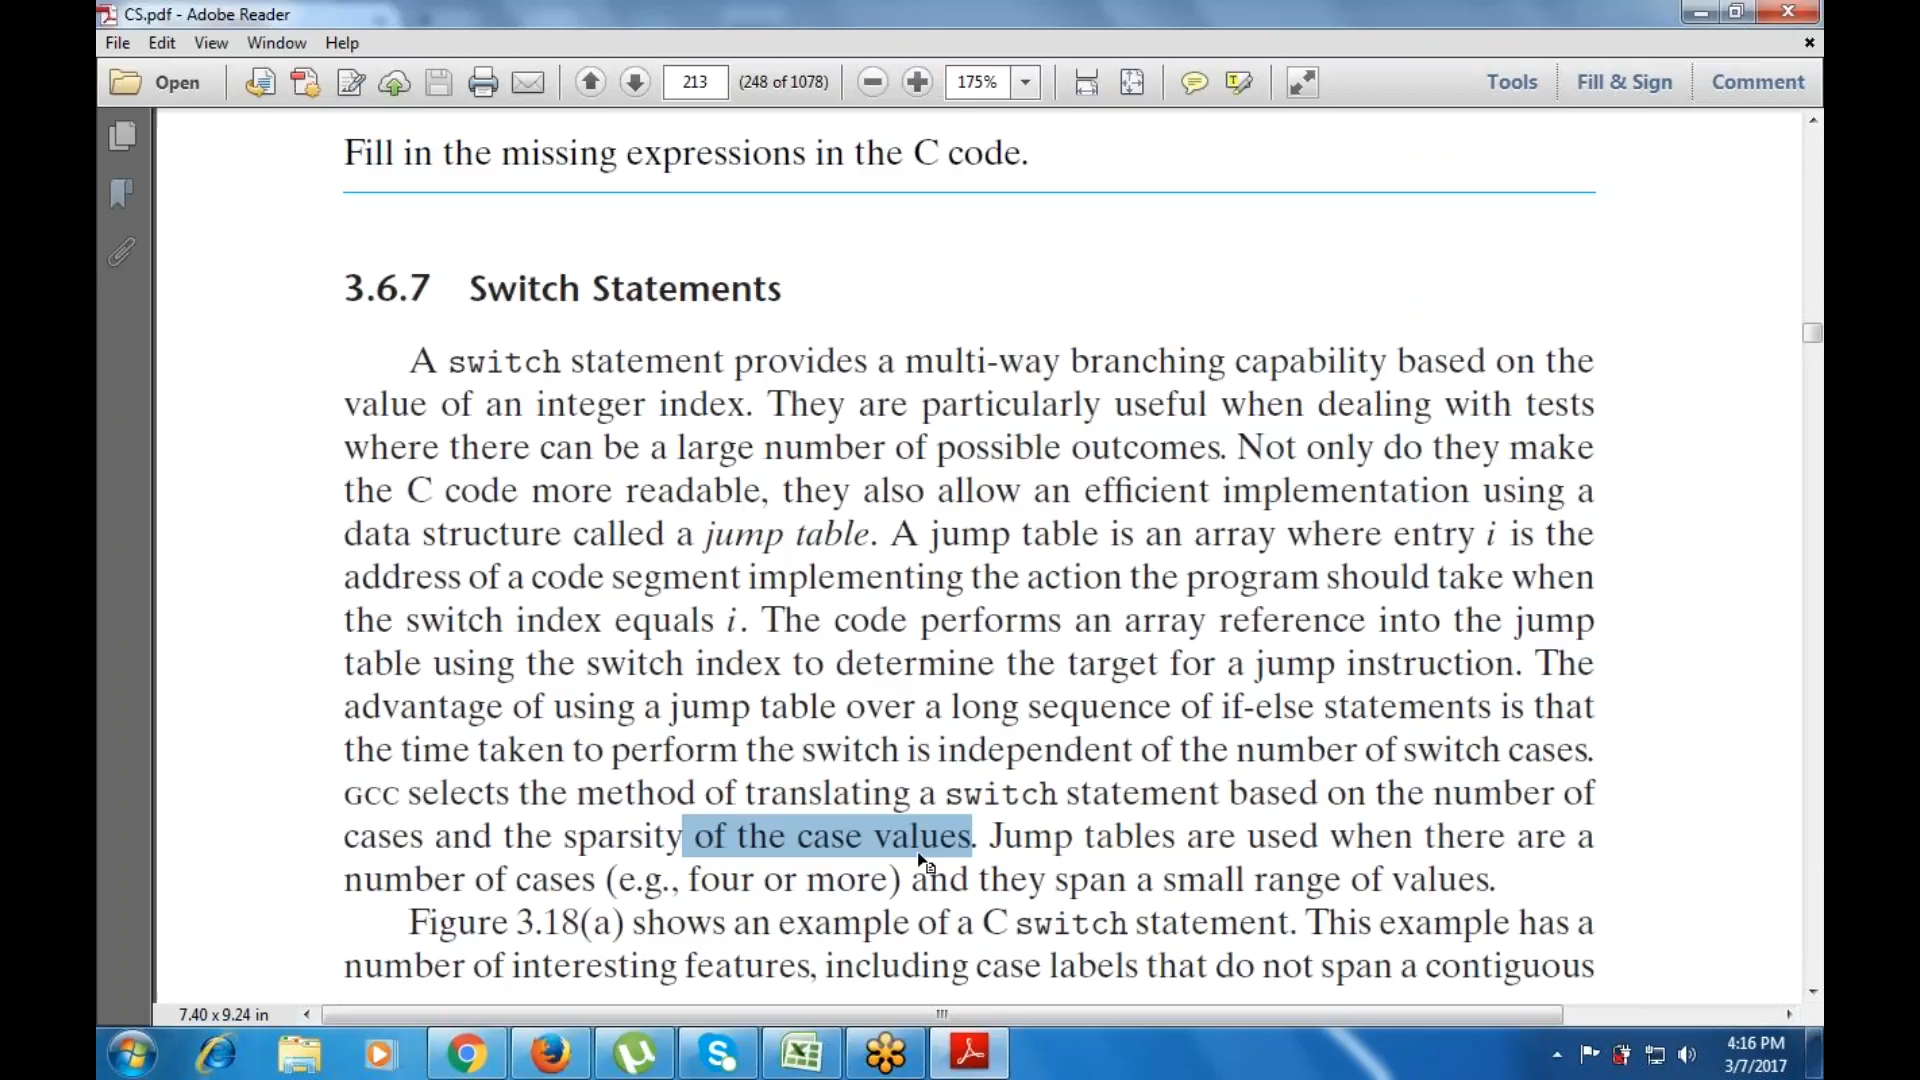 CS.pdf - Adobe Reader
File Edit View Window Help
Open 213 (248 of 1078) 175% Tools Fill & Sign Comment
Fill in the missing expressions in the C code.
3.6.7 Switch Statements
A switch statement provides a multi-way branching capability based on the
value of an integer index. They are particularly useful when dealing with tests
where there can be a large number of possible outcomes. Not only do they make
the C code more readable, they also allow an efficient implementation using a
data structure called a jump table. A jump table is an array where entry i is the
address of a code segment implementing the action the program should take when
the switch index equals i. The code performs an array reference into the jump
table using the switch index to determine the target for a jump instruction. The
advantage of using a jump table over a long sequence of if-else statements is that
the time taken to perform the switch is independent of the number of switch cases.
GCC selects the method of translating a switch statement based on the number of
cases and the sparsity of the case values. Jump tables are used when there are a
number of cases (e.g., four or more) and they span a small range of values.
Figure 3.18(a) shows an example of a C switch statement. This example has a
number of interesting features, including case labels that do not span a contiguous
7.40 x 9.24 in
4:16 PM
3/7/2017